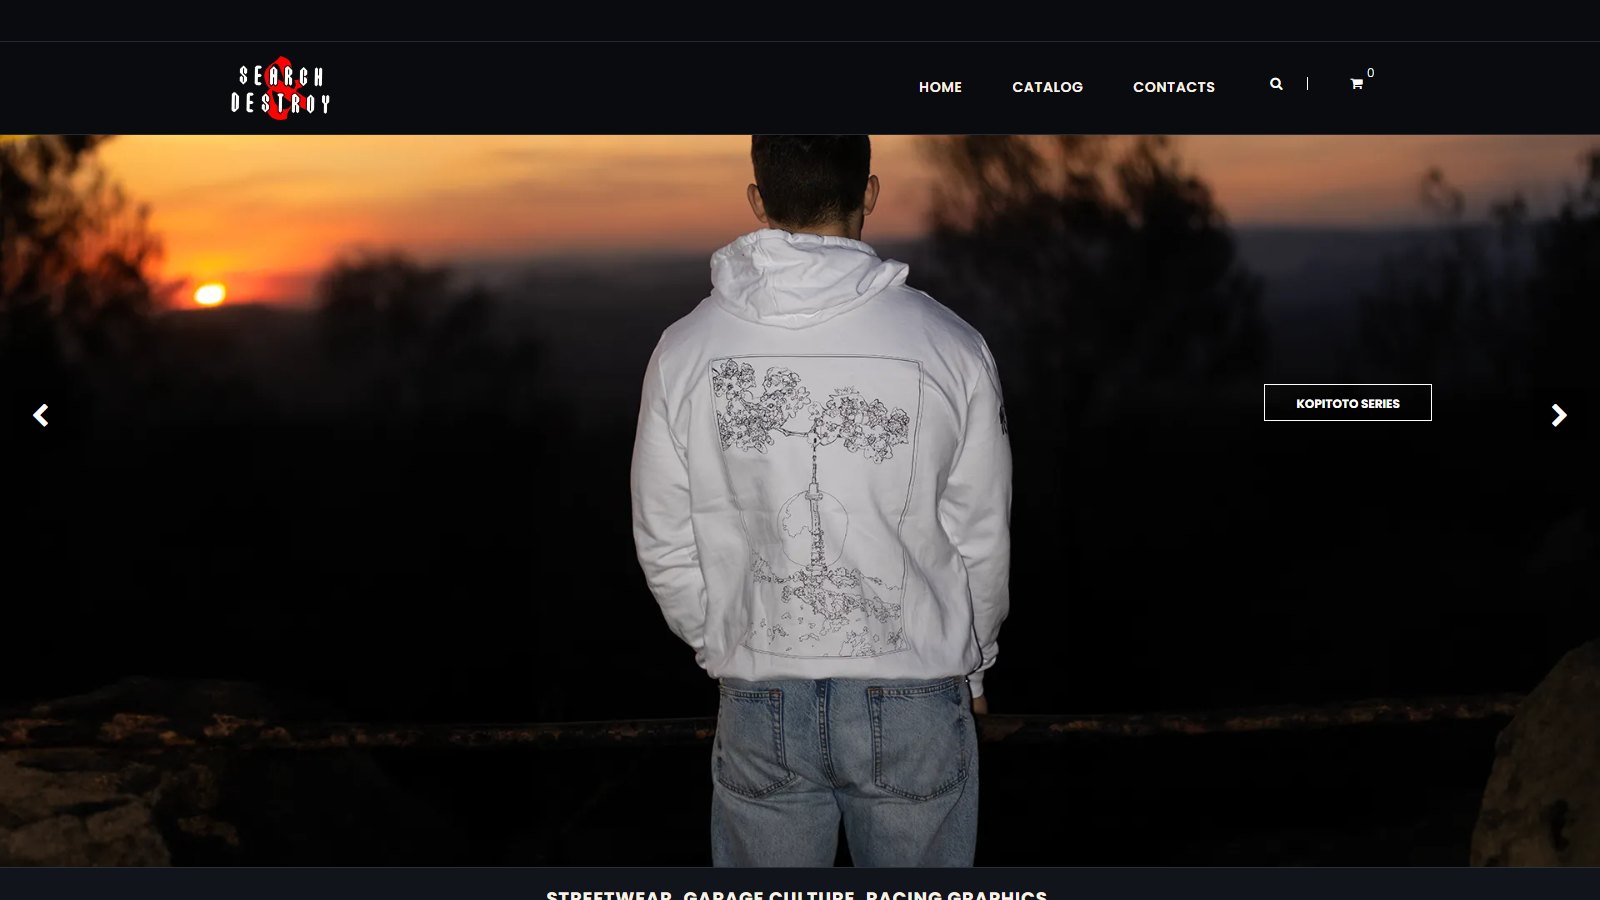 SEARCH
&
DESTROY
HOME
CATALOG
CONTACTS
0
KOPITOTO SERIES
STREETWEAR, GARAGE CULTURE, RACING GRAPHICS